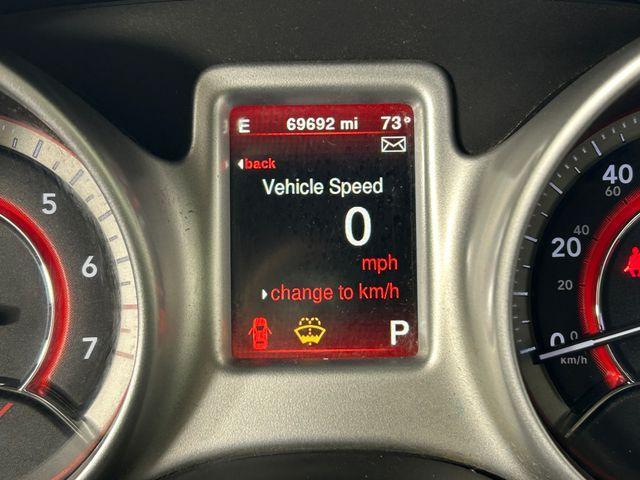 E 69692 mi 73°
back
Vehicle Speed
0
mph
change to km/h
P
5
6
7
40
60
40
20
20
0
0
km/h